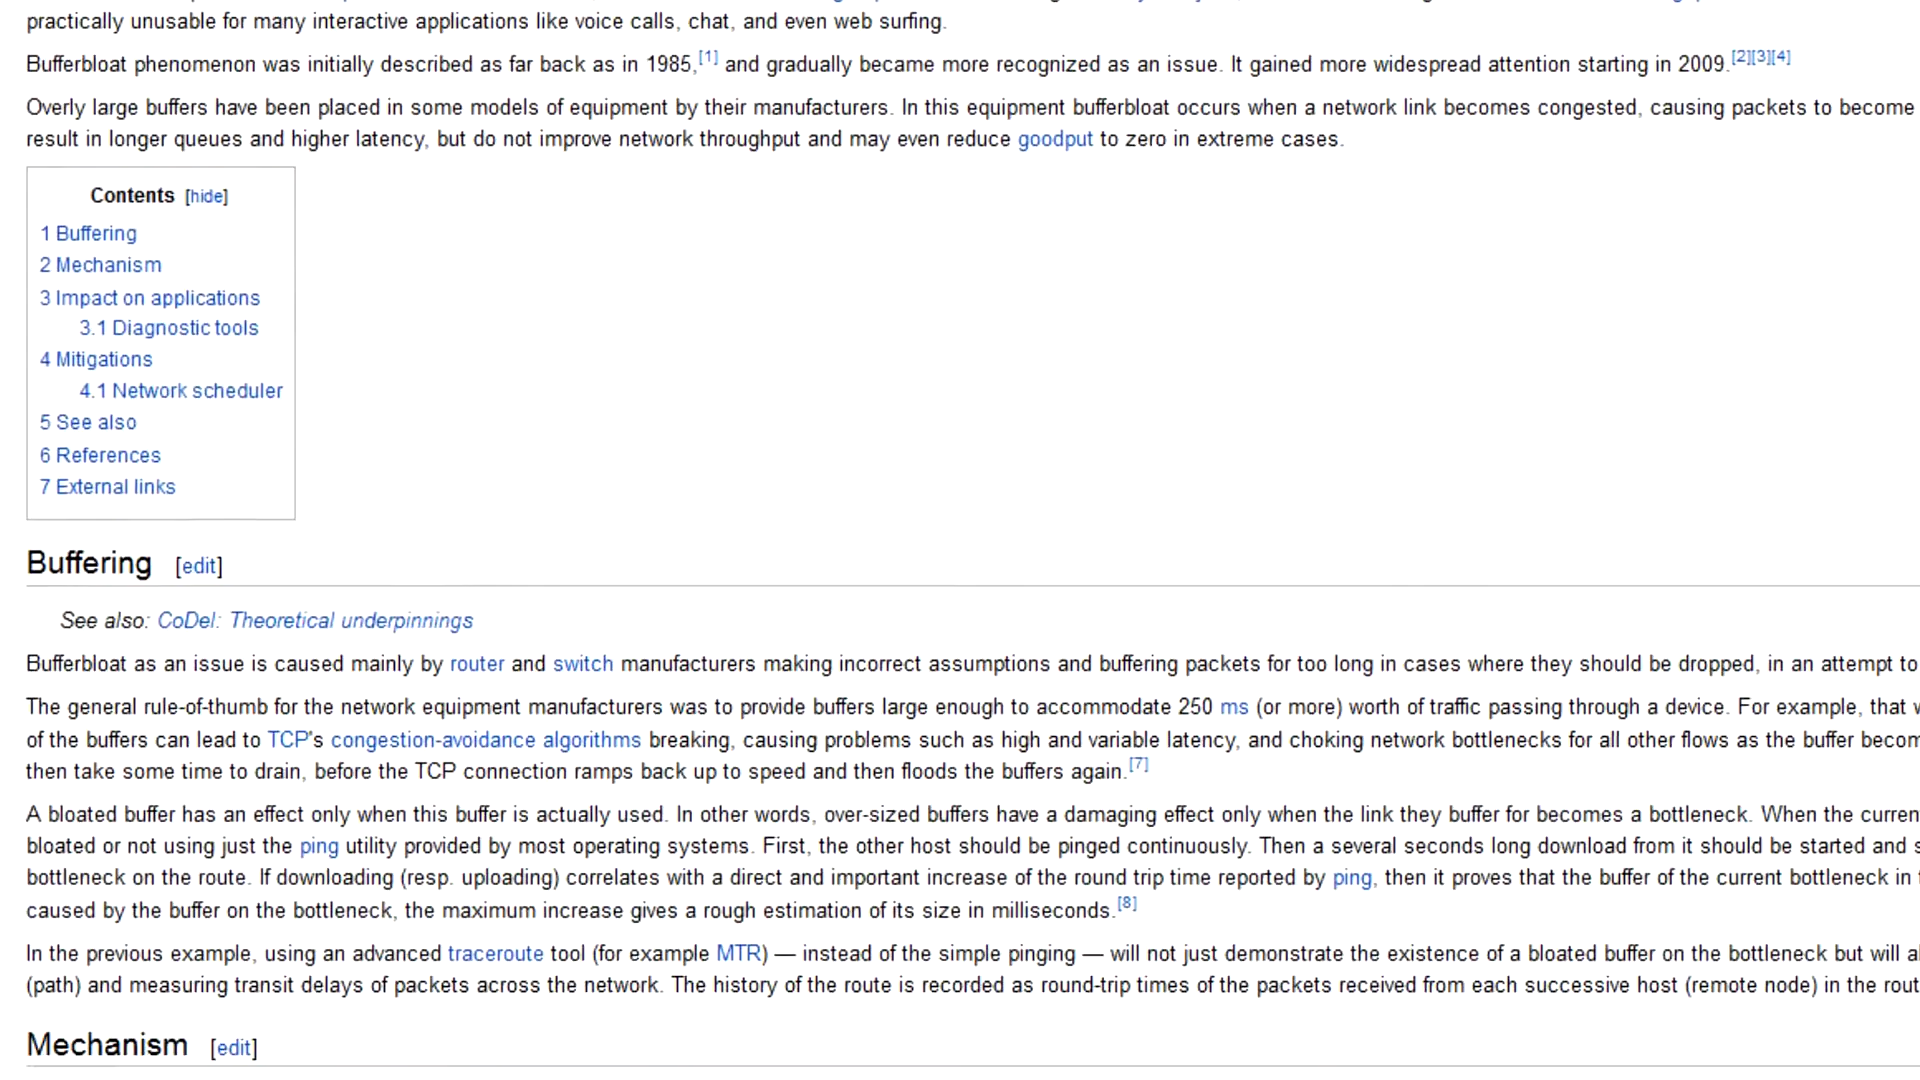 practically unusable for many interactive applications like voice calls, chat, and even web surfing.
Bufferbloat phenomenon was initially described as far back as in 1985,[1] and gradually became more recognized as an issue. It gained more widespread attention starting in 2009.[2][3][4]
Overly large buffers have been placed in some models of equipment by their manufacturers. In this equipment bufferbloat occurs when a network link becomes congested, causing packets to become
result in longer queues and higher latency, but do not improve network throughput and may even reduce goodput to zero in extreme cases.
Contents [hide]
1 Buffering
2 Mechanism
3 Impact on applications
3.1 Diagnostic tools
4 Mitigations
4.1 Network scheduler
5 See also
6 References
7 External links
Buffering [edit]
See also: CoDel: Theoretical underpinnings
Bufferbloat as an issue is caused mainly by router and switch manufacturers making incorrect assumptions and buffering packets for too long in cases where they should be dropped, in an attempt to
The general rule-of-thumb for the network equipment manufacturers was to provide buffers large enough to accommodate 250 ms (or more) worth of traffic passing through a device. For example, that
of the buffers can lead to TCP's congestion-avoidance algorithms breaking, causing problems such as high and variable latency, and choking network bottlenecks for all other flows as the buffer
then take some time to drain, before the TCP connection ramps back up to speed and then floods the buffers again.[7]
A bloated buffer has an effect only when this buffer is actually used. In other words, over-sized buffers have a damaging effect only when the link they buffer for becomes a bottleneck. When the
bloated or not using just the ping utility provided by most operating systems. First, the other host should be pinged continuously. Then a several seconds long download from it should be started and
bottleneck on the route. If downloading (resp. uploading) correlates with a direct and important increase of the round trip time reported by ping, then it proves that the buffer of the current bottleneck in
caused by the buffer on the bottleneck, the maximum increase gives a rough estimation of its size in milliseconds.[8]
In the previous example, using an advanced traceroute tool (for example MTR) — instead of the simple pinging — will not just demonstrate the existence of a bloated buffer on the bottleneck but will
(path) and measuring transit delays of packets across the network. The history of the route is recorded as round-trip times of the packets received from each successive host (remote node) in the
Mechanism [edit]